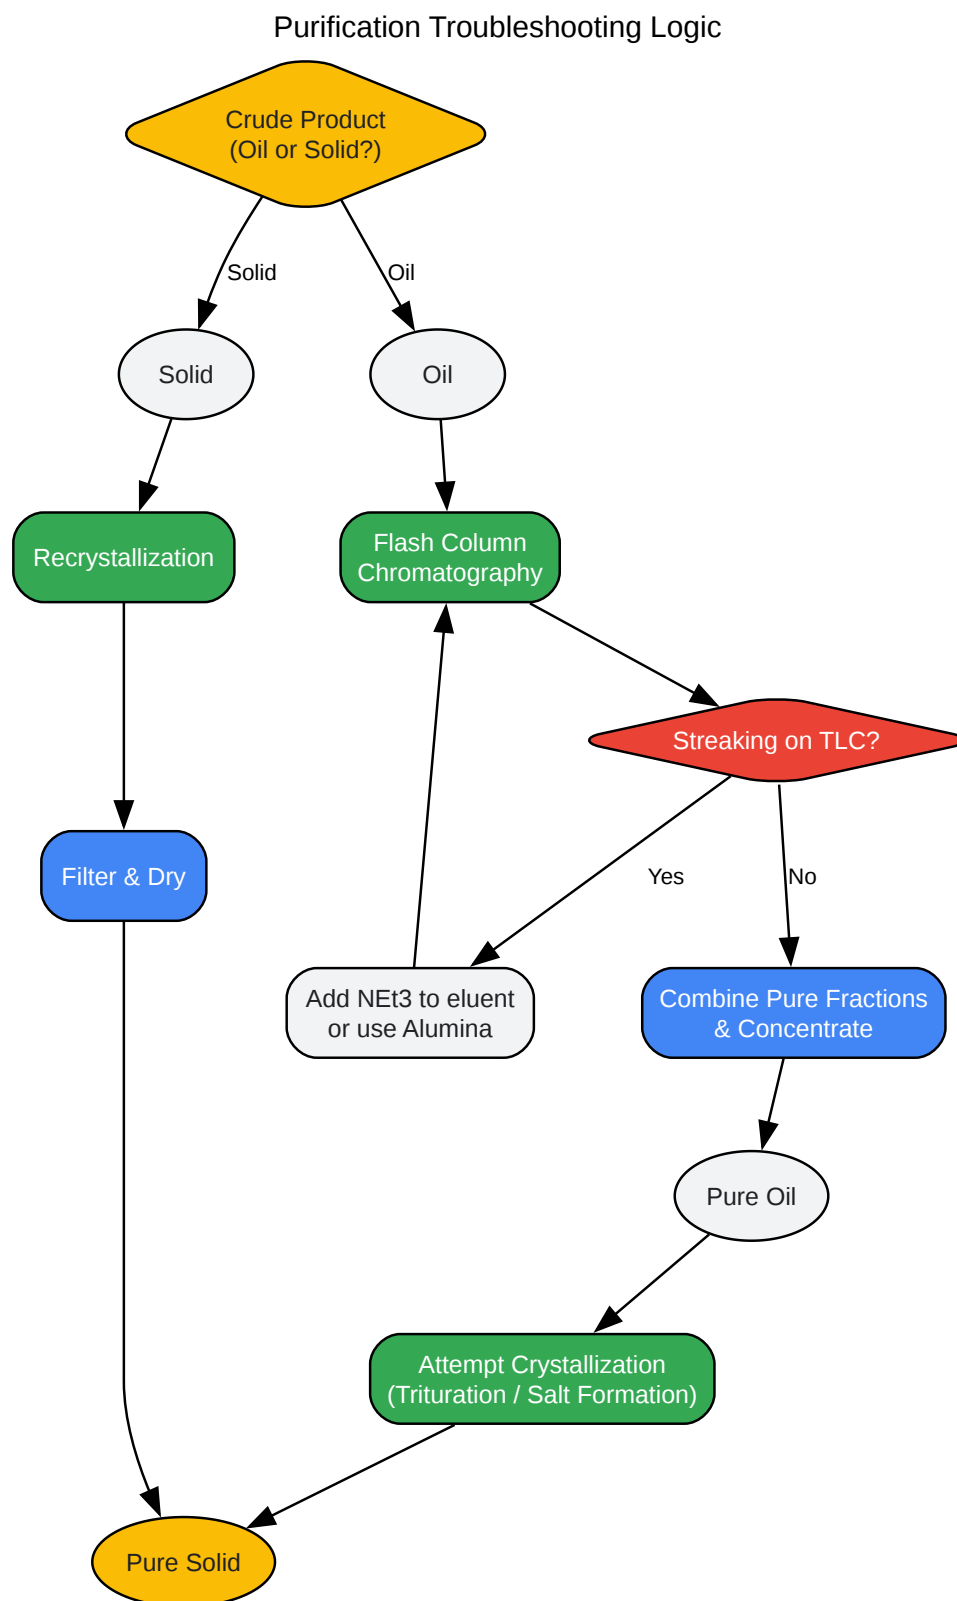 Purification Troubleshooting Logic
Crude Product
(Oil or Solid?)
Solid
Oil
Solid
Oil
Recrystallization
Flash Column
Chromatography
Streaking on TLC?
Filter & Dry
Yes
No
Add NEt3 to eluent
or use Alumina
Combine Pure Fractions
& Concentrate
Pure Oil
Attempt Crystallization
(Trituration / Salt Formation)
Pure Solid